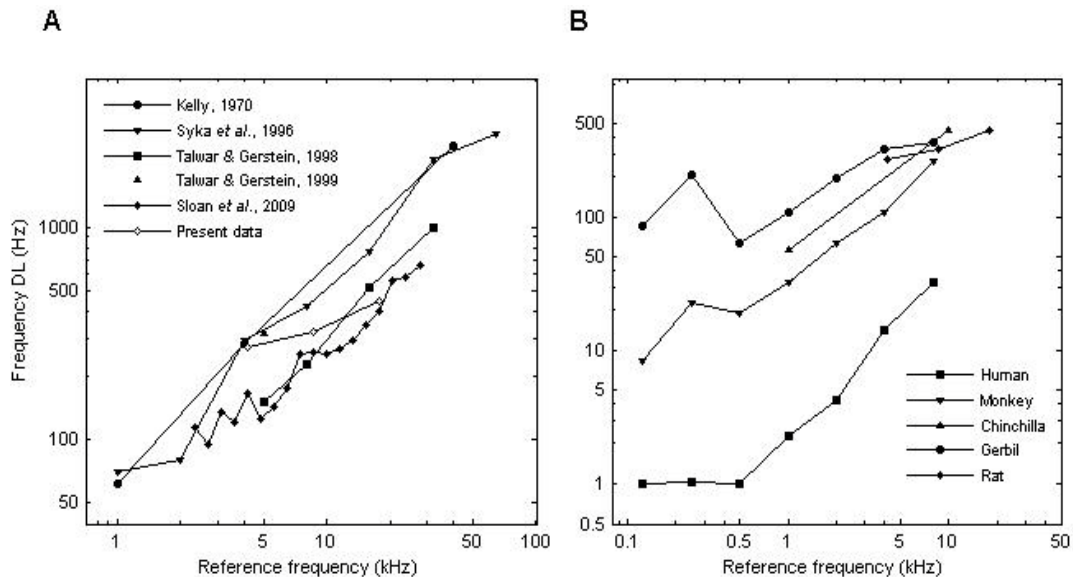 A
Kelly, 1970
Syka et al., 1996
Talwar & Gerstein, 1998
Talwar & Gerstein, 1999
Sloan et al., 2009
Present data
1000
500
100
50
Frequency DL (Hz)
1
5
10
50
100
Reference frequency (kHz)
B
500
100
50
10
5
1
0.5
Human
Monkey
Chinchilla
Gerbil
Rat
0.1
0.5
1
5
10
50
Reference frequency (kHz)